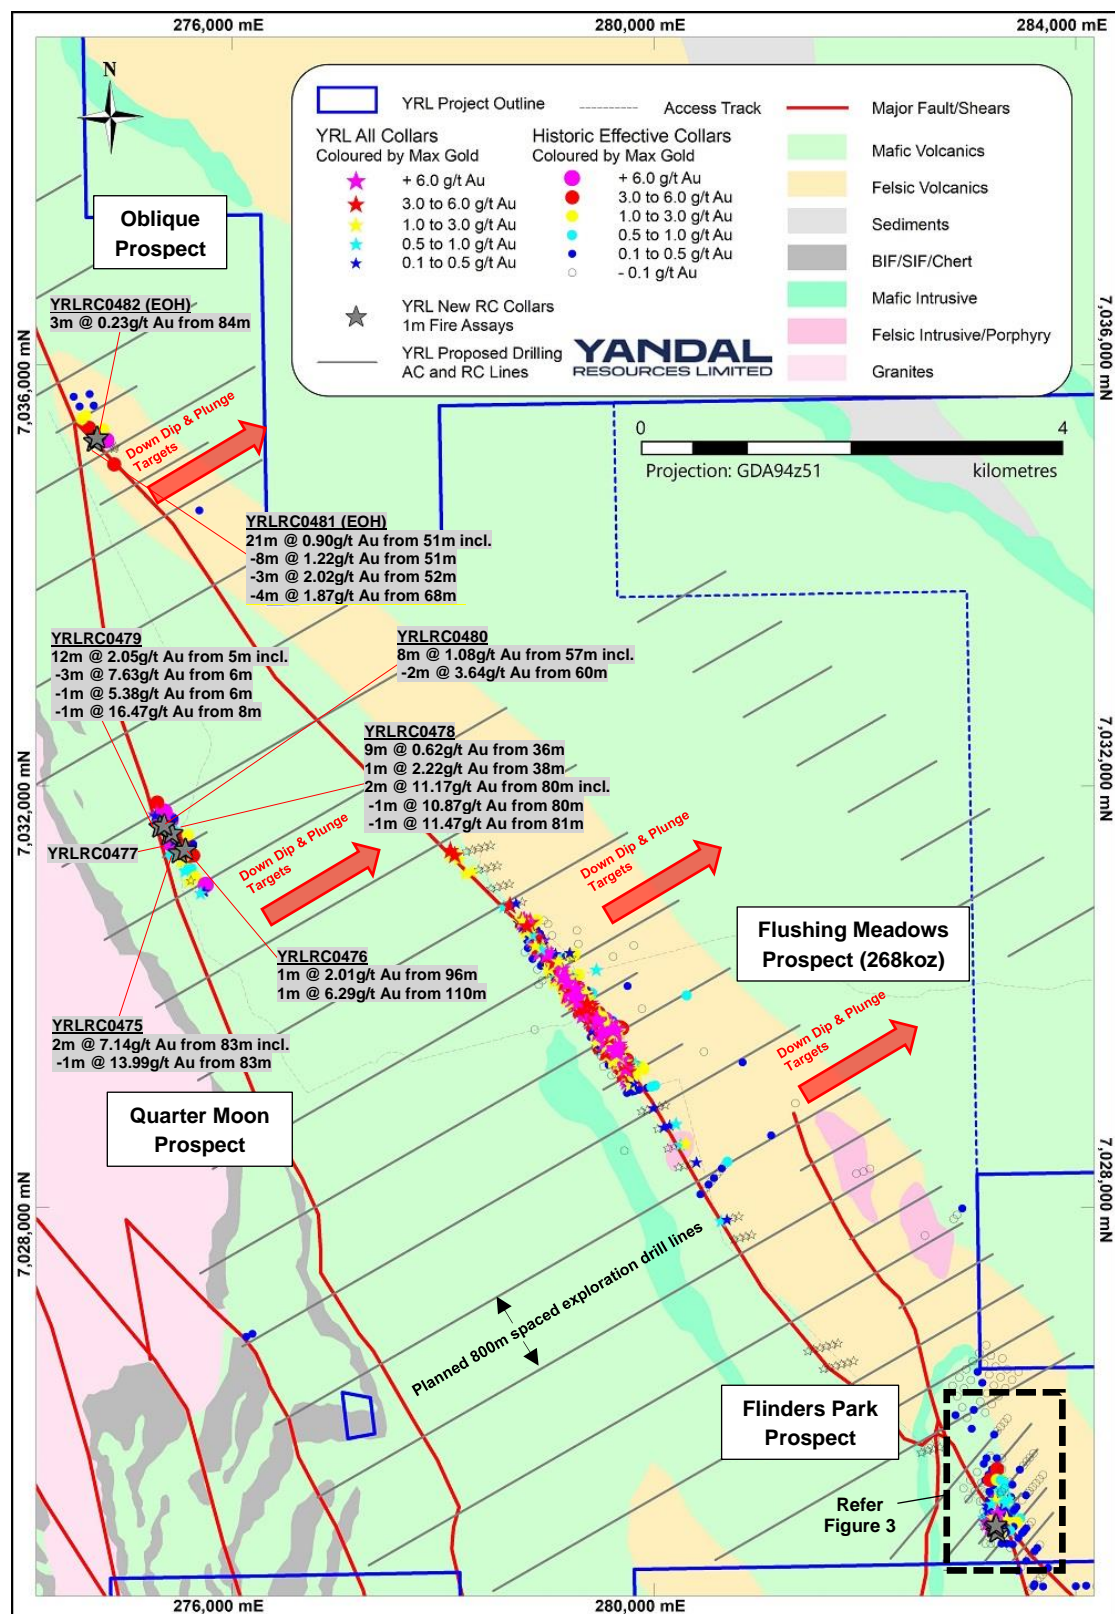 276,000 mE
280,000 mE
284,000 mE
N
YRL Project Outline
Access Track
Major Fault/Shears
YRL All Collars
Coloured by Max Gold
+ 6.0 g/t Au
3.0 to 6.0 g/t Au
1.0 to 3.0 g/t Au
0.5 to 1.0 g/t Au
0.1 to 0.5 g/t Au
Historic Effective Collars
Coloured by Max Gold
+ 6.0 g/t Au
3.0 to 6.0 g/t Au
1.0 to 3.0 g/t Au
0.5 to 1.0 g/t Au
0.1 to 0.5 g/t Au
- 0.1 g/t Au
YRL New RC Collars
1m Fire Assays
YRL Proposed Drilling
AC and RC Lines
YANDAL
RESOURCES LIMITED
Mafic Volcanics
Felsic Volcanics
Sediments
BIF/SIF/Chert
Mafic Intrusive
Felsic Intrusive/Porphyry
Granites
Oblique
Prospect
YRLRC0482 (EOH)
3m @ 0.23g/t Au from 84m
7,036,000 mN
7,036,000 mN
0
4
Projection: GDA94z51
kilometres
Down Dip & Plunge
Targets
YRLRC0481 (EOH)
21m @ 0.90g/t Au from 51m incl.
-8m @ 1.22g/t Au from 51m
-3m @ 2.02g/t Au from 52m
-4m @ 1.87g/t Au from 68m
YRLRC0479
12m @ 2.05g/t Au from 5m incl.
-3m @ 7.63g/t Au from 6m
-1m @ 5.38g/t Au from 6m
-1m @ 16.47g/t Au from 8m
YRLRC0480
8m @ 1.08g/t Au from 57m incl.
-2m @ 3.64g/t Au from 60m
YRLRC0478
9m @ 0.62g/t Au from 36m
1m @ 2.22g/t Au from 38m
2m @ 11.17g/t Au from 80m incl.
-1m @ 10.87g/t Au from 80m
-1m @ 11.47g/t Au from 81m
7,032,000 mN
7,032,000 mN
YRLRC0477
Down Dip & Plunge
Targets
Down Dip & Plunge
Targets
Flushing Meadows
Prospect (268koz)
YRLRC0476
1m @ 2.01g/t Au from 96m
1m @ 6.29g/t Au from 110m
YRLRC0475
2m @ 7.14g/t Au from 83m incl.
-1m @ 13.99g/t Au from 83m
Down Dip & Plunge
Targets
Quarter Moon
Prospect
7,028,000 mN
7,028,000 mN
Planned 800m spaced exploration drill lines
Flinders Park
Prospect
Refer
Figure 3
276,000 mE
280,000 mE